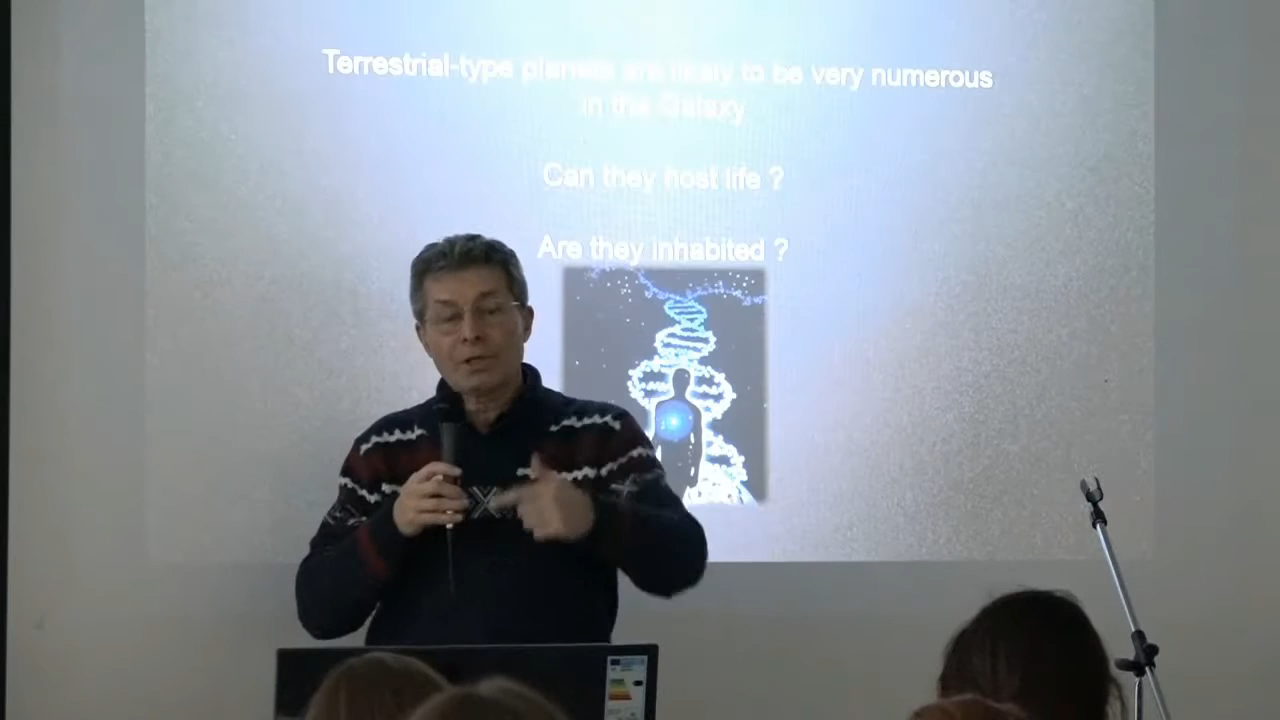 Terrestrial-type planets are likely to be very numerous
in the Galaxy
Can they host life ?
Are they inhabited ?